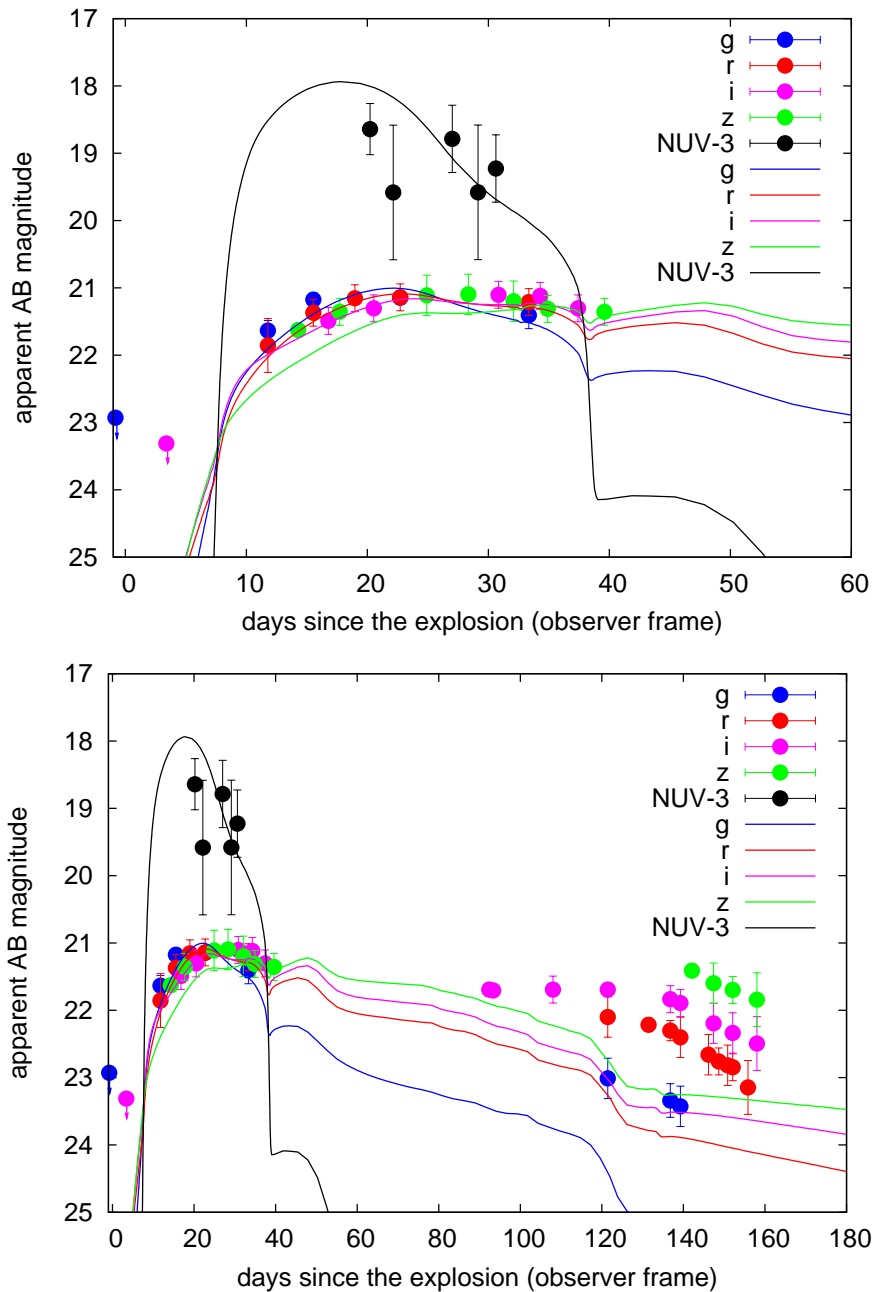 17
18
19
20
21
22
23
24
25
apparent AB magnitude
g
r
i
z
NUV-3
g
r
i
z
NUV-3
0 10 20 30 40 50 60
days since the explosion (observer frame)
17
18
19
20
21
22
23
24
25
apparent AB magnitude
g
r
i
z
NUV-3
g
r
i
z
NUV-3
0 20 40 60 80 100 120 140 160 180
days since the explosion (observer frame)